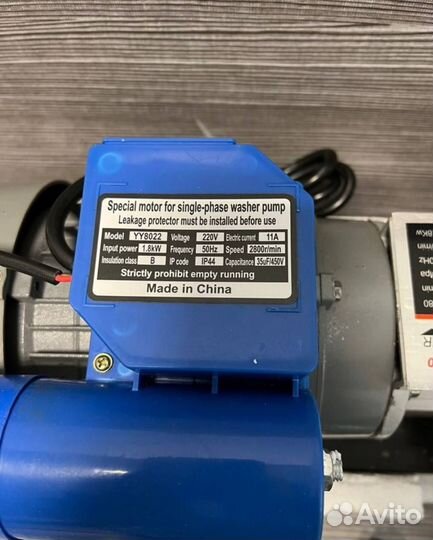 Special motor for single-phase washer pump
Leakage protector must be installed before use
Model YY8022 Voltage 220V Electric current 11A
Input power 1.8kW Frequency 50Hz Speed 2800r/min
Insulation class B IP code IP44 Capacitance 35uF/450V
Strictly prohibit empty running
Made in China
Avito